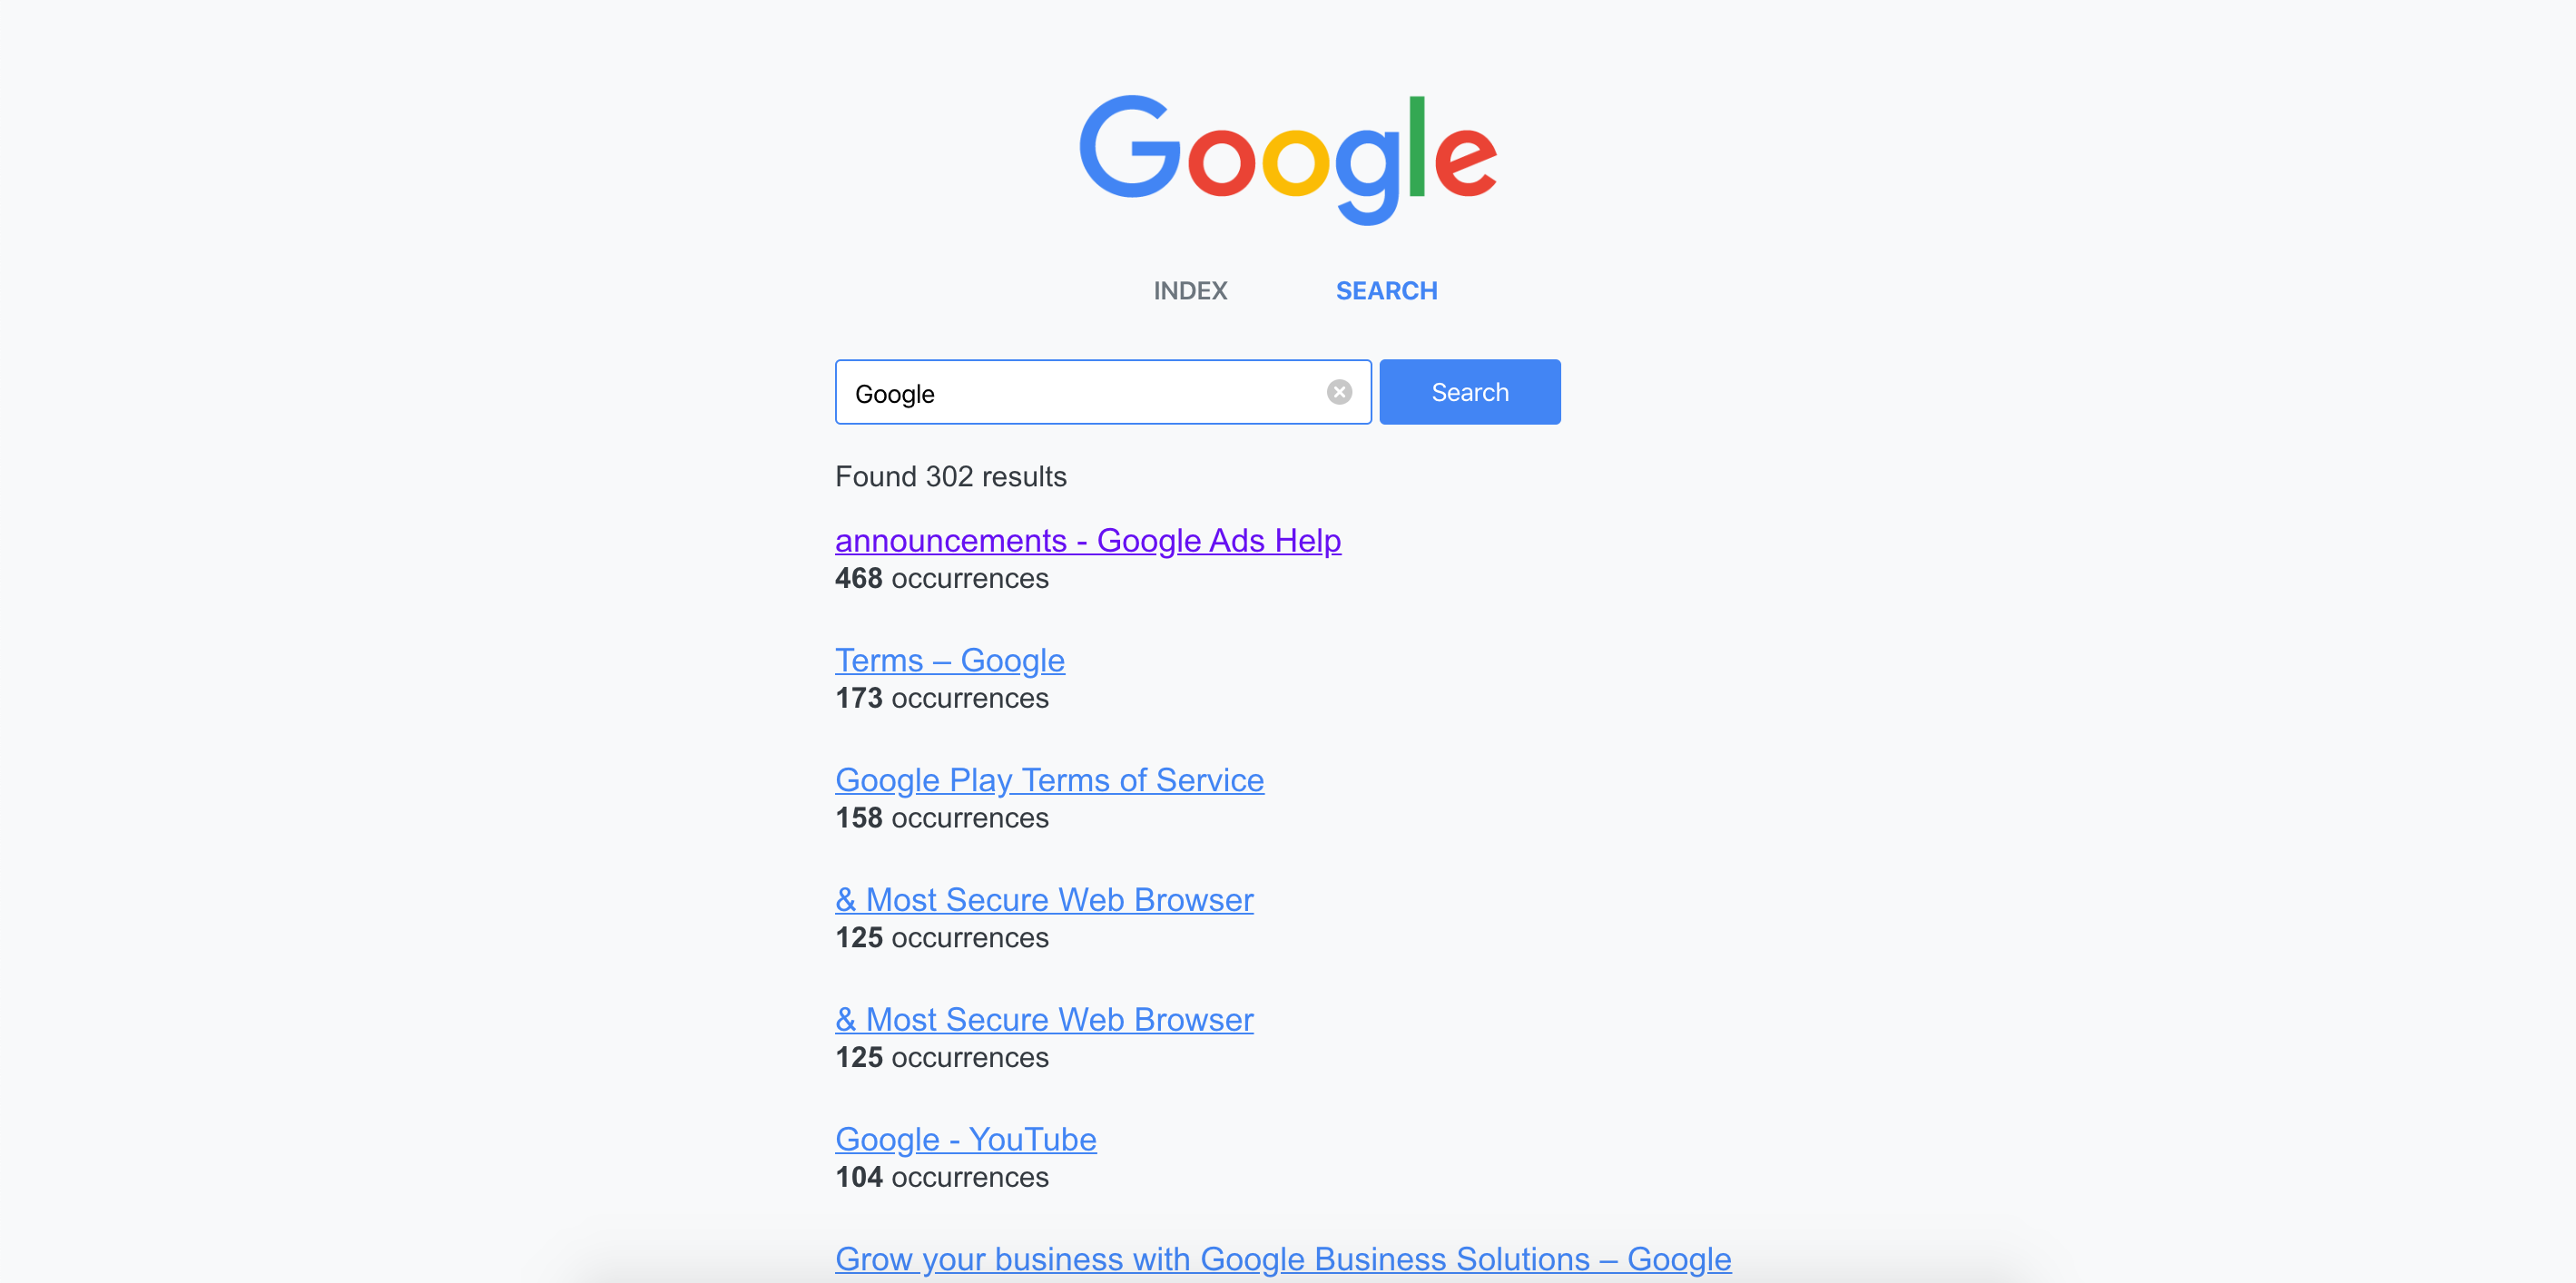 Google
INDEX SEARCH
Google Search
Found 302 results
announcements - Google Ads Help
468 occurrences
Terms – Google
173 occurrences
Google Play Terms of Service
158 occurrences
& Most Secure Web Browser
125 occurrences
& Most Secure Web Browser
125 occurrences
Google - YouTube
104 occurrences
Grow your business with Google Business Solutions – Google